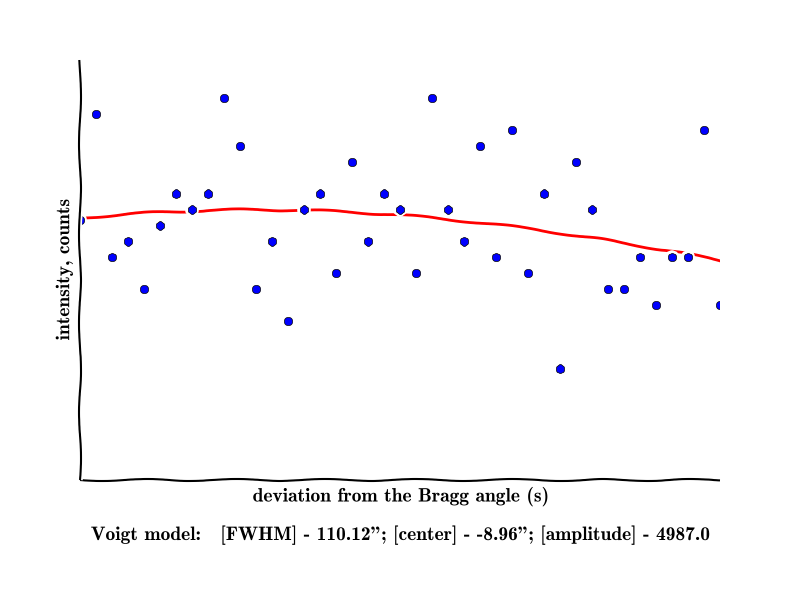 intensity, counts
deviation from the Bragg angle (s)
Voigt model: [FWHM] - 110.12”; [center] - -8.96”; [amplitude] - 4987.0